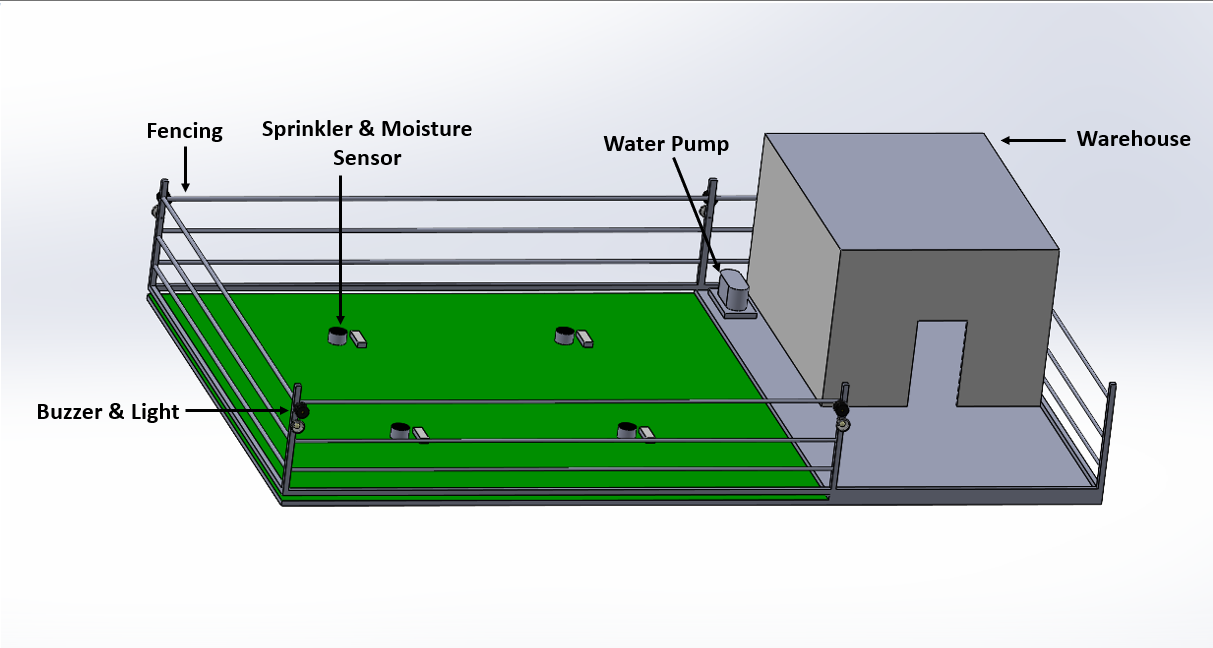 Fencing
Sprinkler & Moisture
Sensor
Water Pump
Warehouse
Buzzer & Light